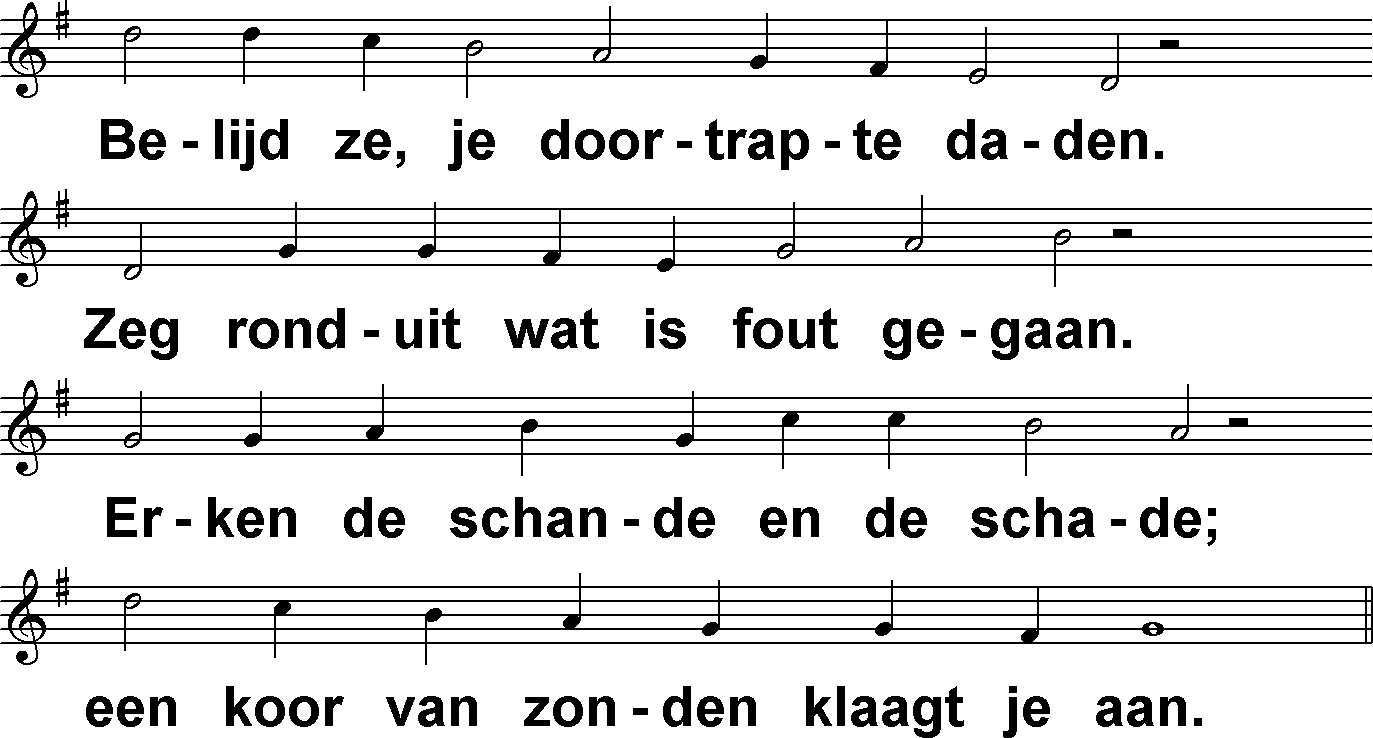 Be - lijd ze, je door - trap - te da - den.
Zeg rond - uit wat is fout ge - gaan.
Er - ken de schan - de en de scha - de;
een koor van zon - den klaagt je aan.